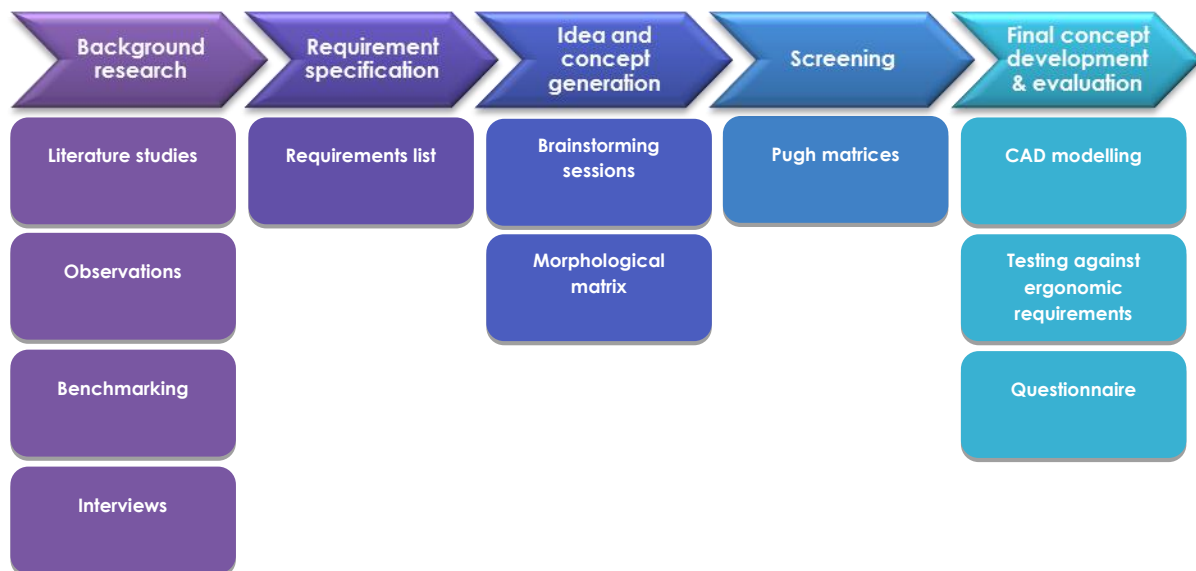 Background
research
Requirement
specification
Idea and
concept
generation
Screening
Final concept
development
& evaluation
Literature studies
Requirements list
Brainstorming
sessions
Pugh matrices
CAD modelling
Observations
Morphological
matrix
Testing against
ergonomic
requirements
Benchmarking
Questionnaire
Interviews